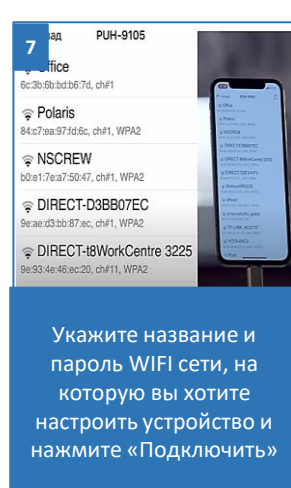 7
PUH-9105
Office
6c:3b:6b:bd:b6:7d, ch#1
Polaris
84:c7:ea:97:fd:6c, ch#1, WPA2
NSCREW
b0:e1:7e:a7:50:47, ch#1, WPA2
DIRECT-D3BB07EC
9e:ae:d3:bb:87:ec, ch#1, WPA2
DIRECT-t8WorkCentre 3225
9e:93:4e:46:ec:20, ch#11, WPA2
Укажите название и
пароль WIFI сети, на
которую вы хотите
настроить устройство и
нажмите «Подключить»